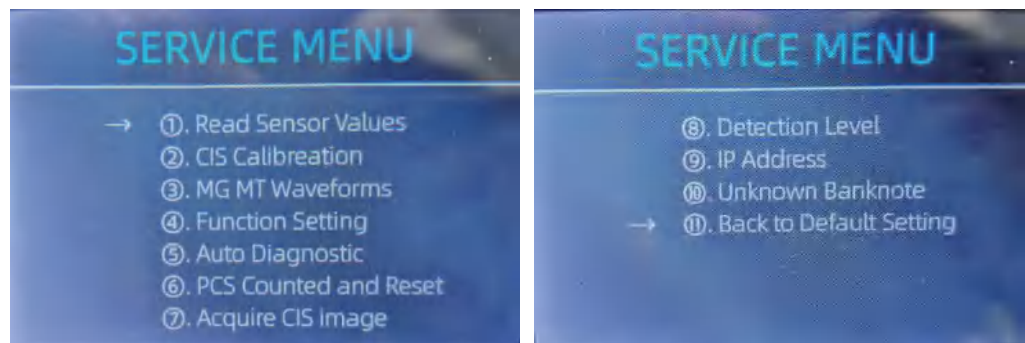 SERVICE MENU
→ ①. Read Sensor Values
②. CIS Calibreation
③. MG MT Waveforms
④. Function Setting
⑤. Auto Diagnostic
⑥. PCS Counted and Reset
⑦. Acquire CIS image
SERVICE MENU
⑧. Detection Level
⑨. IP Address
⑩. Unknown Banknote
→ ⑪. Back to Default Setting